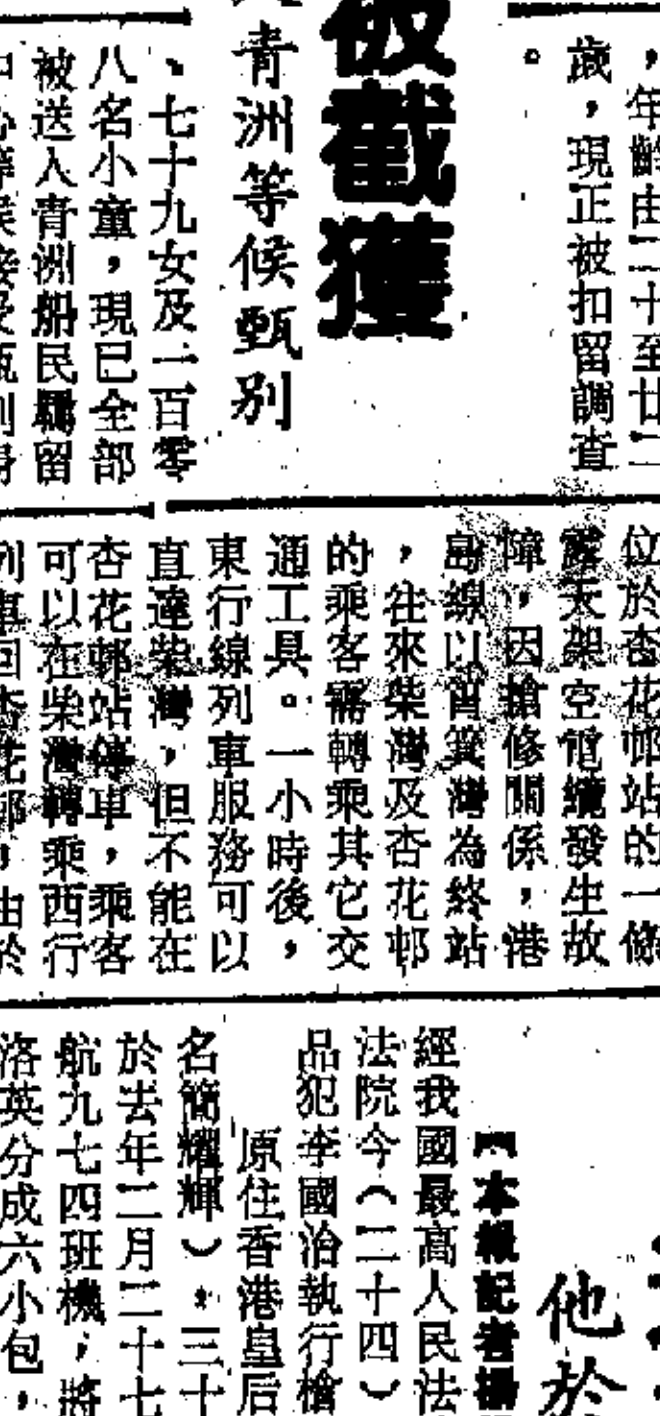 ，年齡由二十至廿二
歲，現正被扣留調查
。
被截獲
青洲等候甄别
、七十九女及一百零
八名小童，現已全部
被送入青洲船民羈留
位於杏花邨站的一條
露天架空電纜發生故
障，因搶修關係，港
島線以筲箕灣為終站
，往來柴灣及杏花邨
的乘客需轉乘其它交
通工具。一小時後，
東行線列車服務可以
直達柴灣，但不能在
杏花邨站停車，乘客
可以在柴灣轉乘西行
列車回杏花邨，由於
他於
【本報記者
經我國最高人民法
法院今（二十四）
品犯李國治執行槍
原住香港皇后
名簡耀輝），三十
於去年二月二十七
航九七四班機，將
洛英分成六小包，